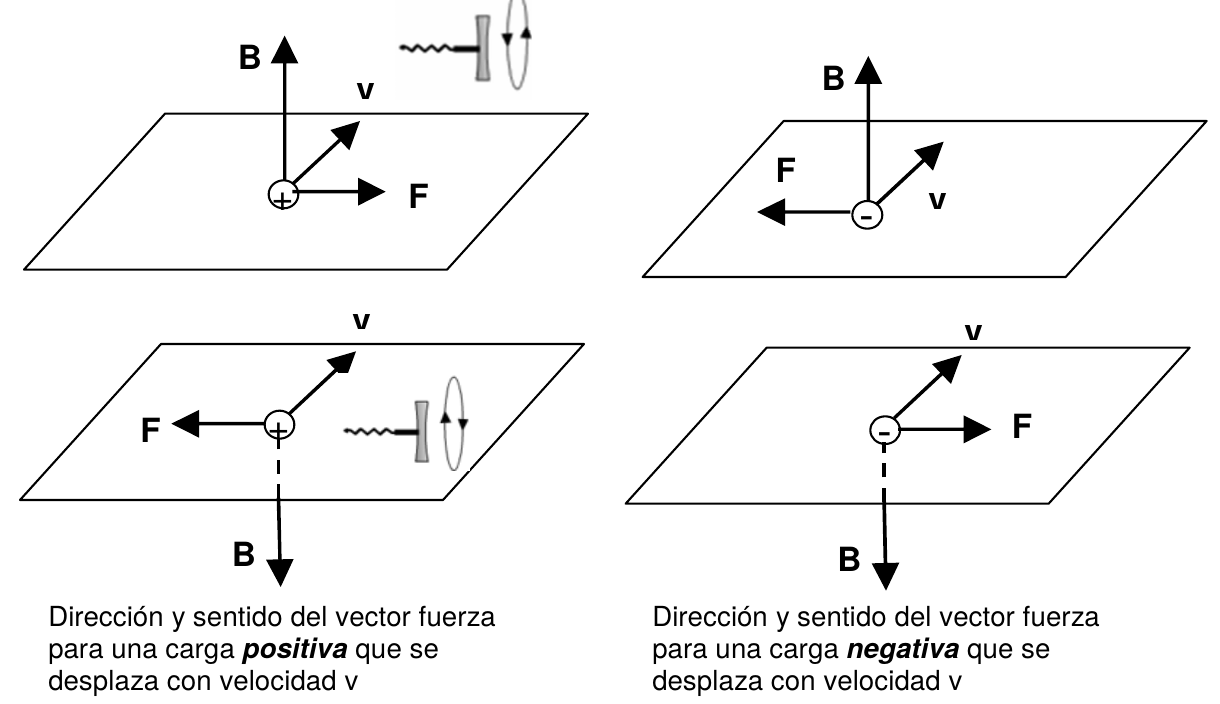 B
v
+
F
B
F
-
v
v
F
+
B
v
-
F
B
Dirección y sentido del vector fuerza
para una carga positiva que se
desplaza con velocidad v
Dirección y sentido del vector fuerza
para una carga negativa que se
desplaza con velocidad v